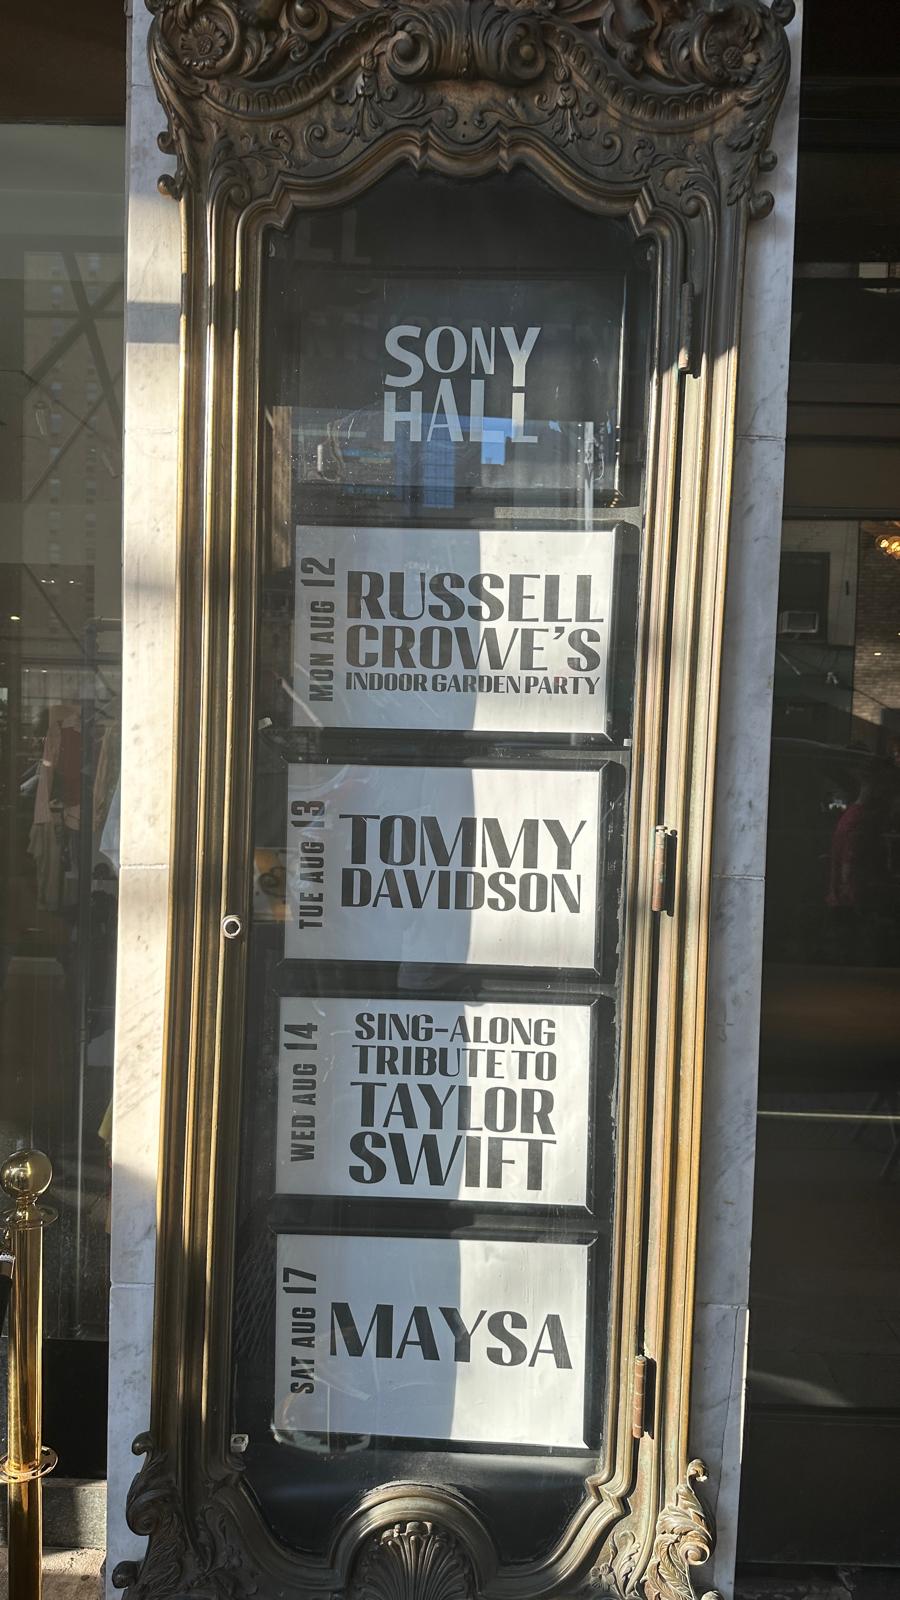 SONY
HALL
MON AUG 12
RUSSELL
CROWE'S
INDOOR GARDEN PARTY
TUE AUG 13
TOMMY
DAVIDSON
WED AUG 14
SING-ALONG
TRIBUTE TO
TAYLOR
SWIFT
SAT AUG 17
MAYSA